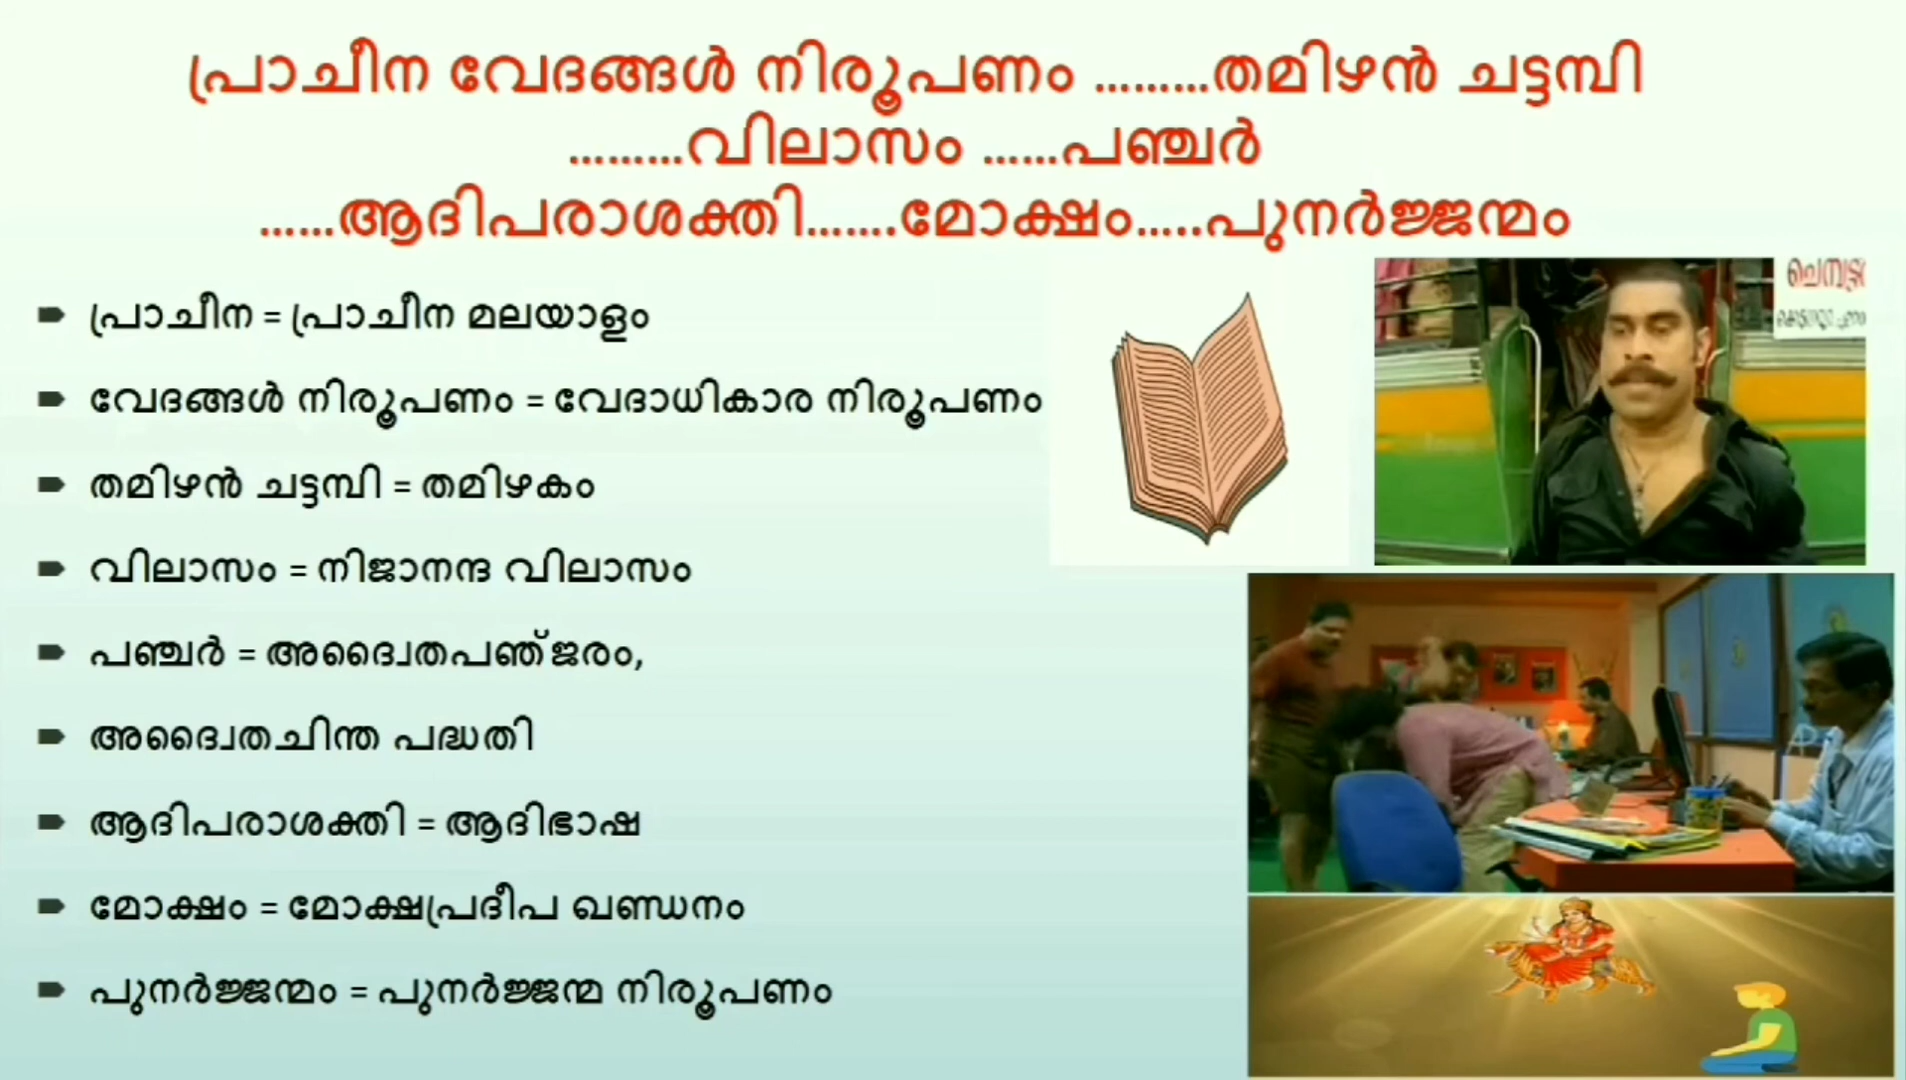 പ്രാചീന വേദങ്ങൾ നിരൂപണം .........തമിഴൻ ചട്ടമ്പി
.........വിലാസം ......പഞ്ചർ
......ആദിപരാശക്തി.......മോക്ഷം.....പുനർജ്ജന്മം
പ്രാചീന = പ്രാചീന മലയാളം
വേദങ്ങൾ നിരൂപണം = വേദാധികാര നിരൂപണം
തമിഴൻ ചട്ടമ്പി = തമിഴകം
വിലാസം = നിജാനന്ദ വിലാസം
പഞ്ചർ = അദ്വൈതപഞ്ജരം,
അദ്വൈതചിന്ത പദ്ധതി
ആദിപരാശക്തി = ആദിഭാഷ
മോക്ഷം = മോക്ഷപ്രദീപ ഖണ്ഡനം
പുനർജ്ജന്മം = പുനർജ്ജന്മ നിരൂപണം